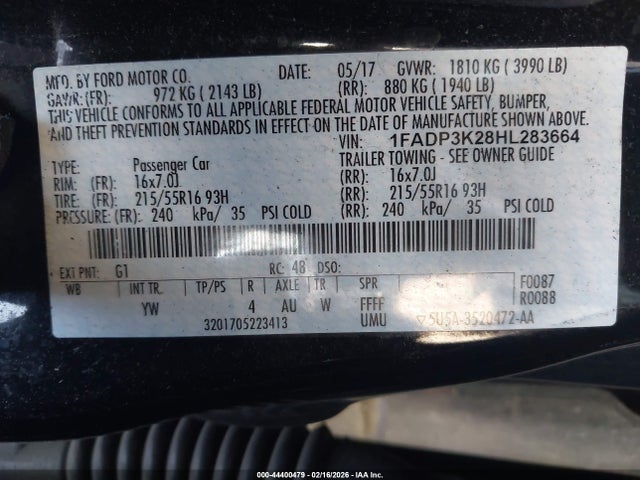 MFD. BY FORD MOTOR CO. DATE: 05/17 GVWR: 1810 KG ( 3990 LB)
GAWR: (FR): 972 KG ( 2143 LB) (RR): 880 KG ( 1940 LB)
THIS VEHICLE CONFORMS TO ALL APPLICABLE FEDERAL MOTOR VEHICLE SAFETY, BUMPER,
AND THEFT PREVENTION STANDARDS IN EFFECT ON THE DATE OF MANUFACTURE SHOWN ABOVE.
VIN: 1FADP3K28HL283664
TYPE: Passenger Car TRAILER TOWING - SEE OWNER GUIDE
RIM: (FR): 16x7.0J (RR): 16x7.0J
TIRE: (FR): 215/55R16 93H (RR): 215/55R16 93H
PRESSURE: (FR): 240 kPa/ 35 PSI COLD (RR): 240 kPa/ 35 PSI COLD
EXT PNT: G1 RC: 48 DSO: F0087
WB INT TR. TP/PS R AXLE TR SPR R0088
YW 4 AU W FFFF
3201705223413 UMU ▽5U5A-3520472-AA
000-44400479 | 02/16/2026 - IAA Inc.